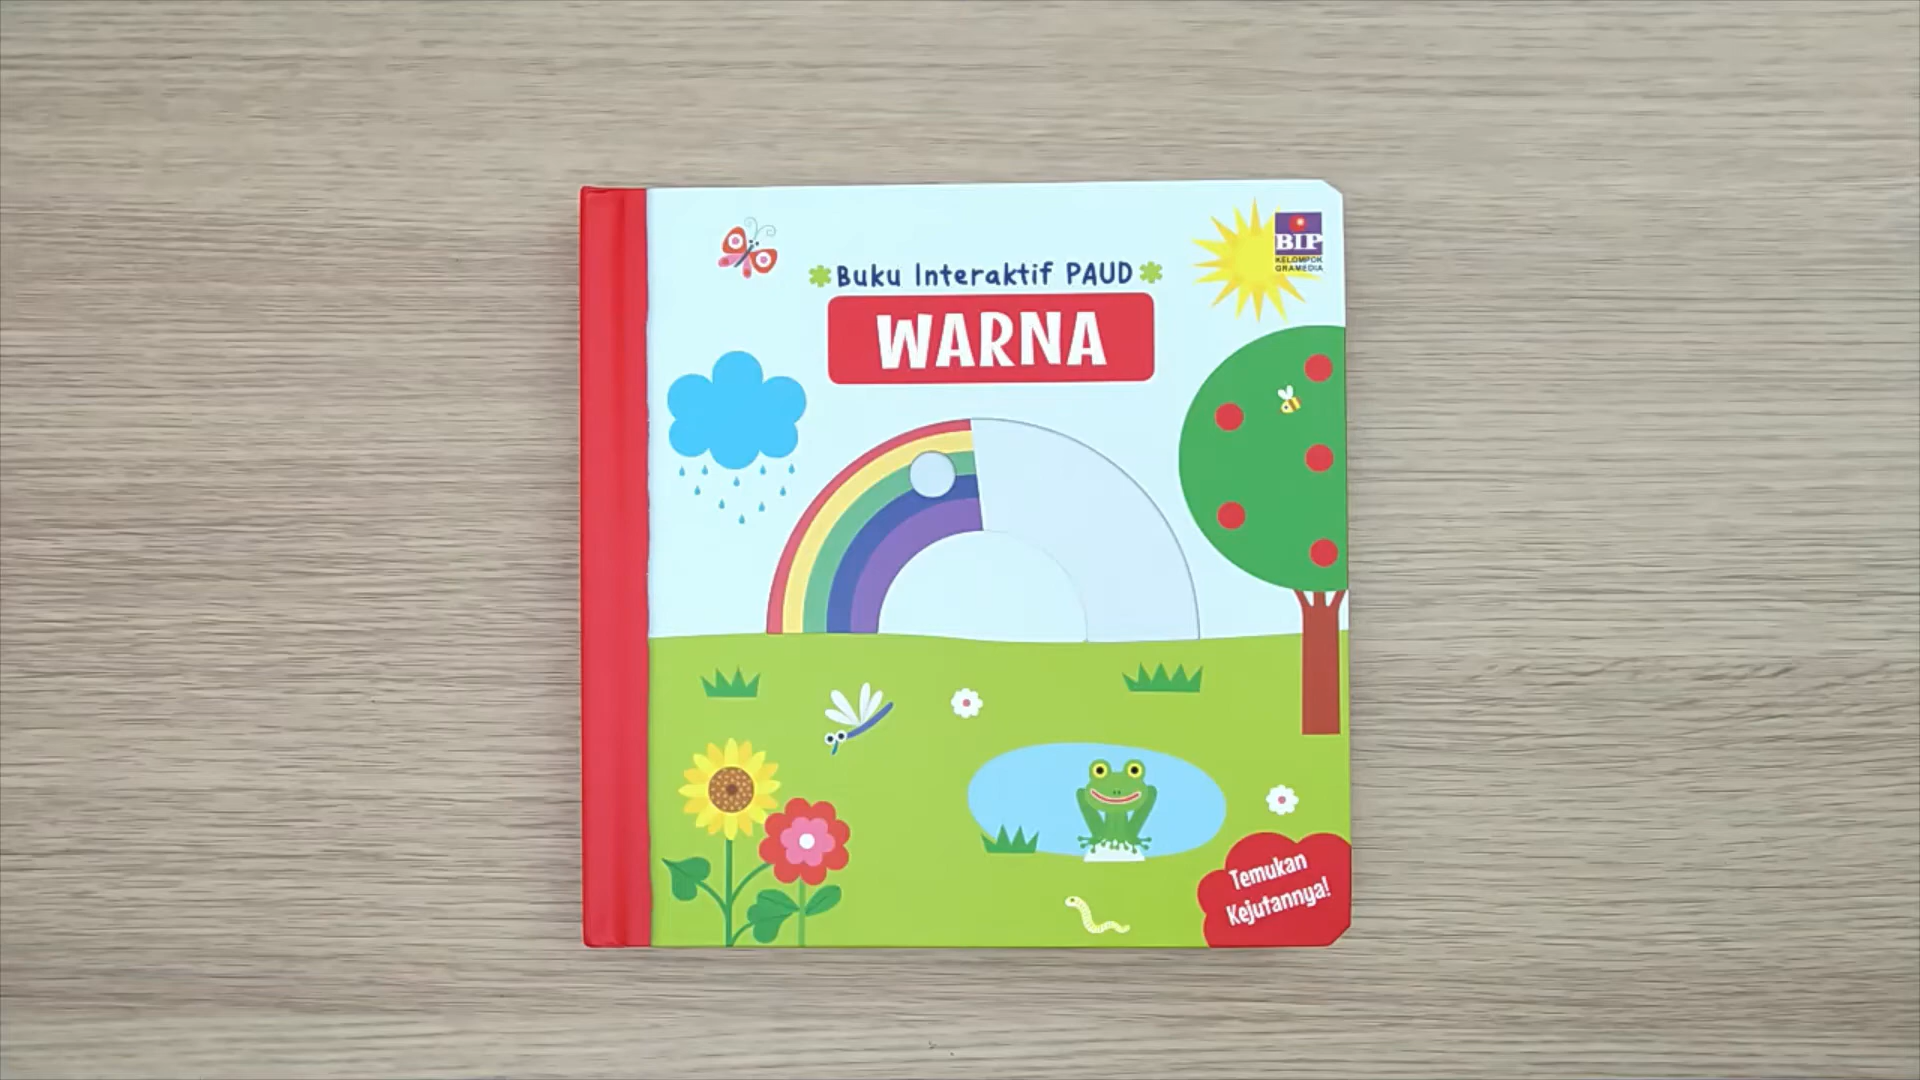 Buku Interaktif PAUD
WARNA
BIP
KELOMPOK
GRAMEDIA
Temukan
Kejutannya!